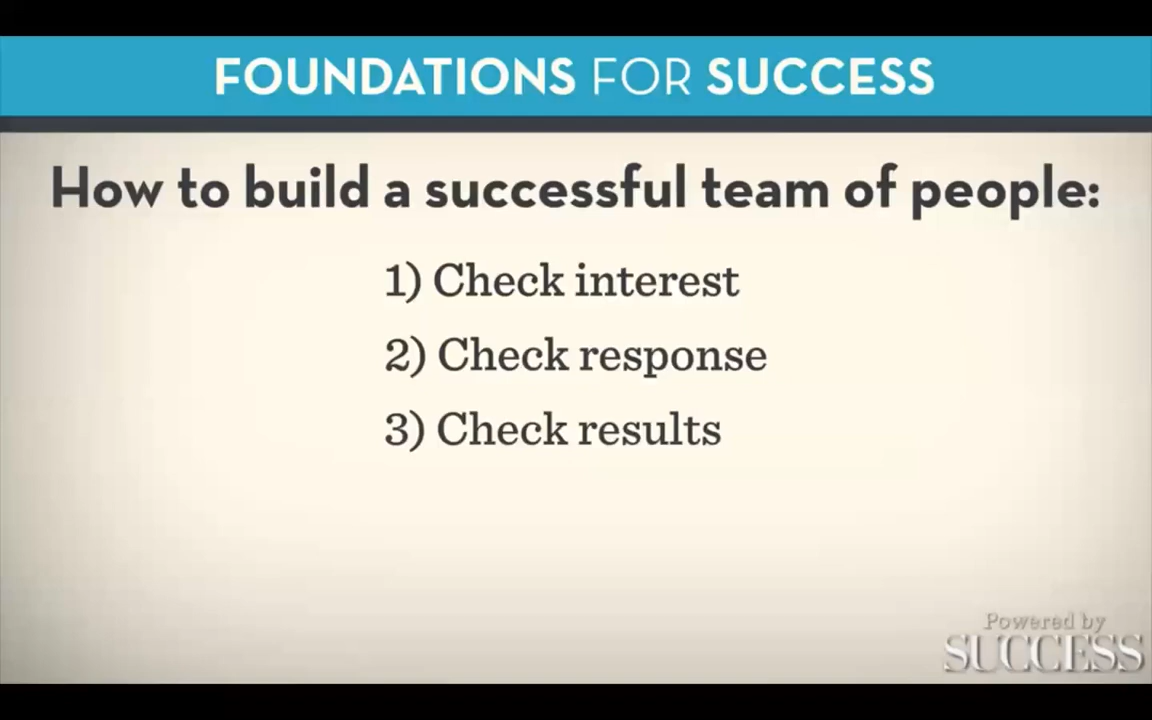 FOUNDATIONS FOR SUCCESS
How to build a successful team of people:
1) Check interest
2) Check response
3) Check results
Powered by
SUCCESS